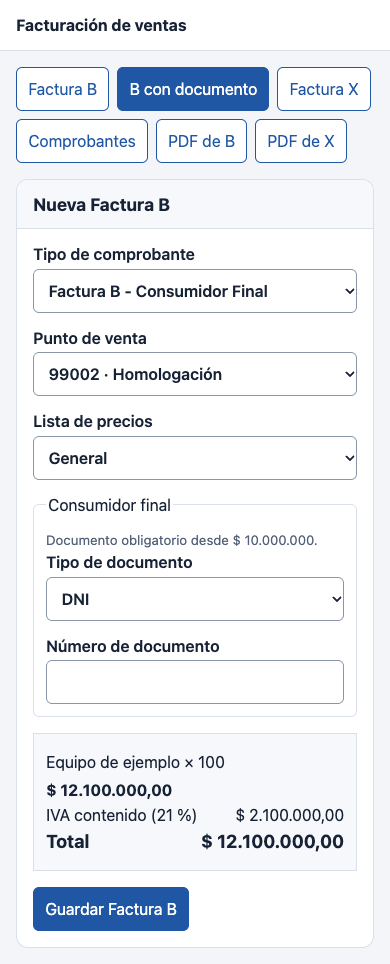 Facturación de ventas
Factura B
B con documento
Factura X
Comprobantes
PDF de B
PDF de X
Nueva Factura B
Tipo de comprobante
Factura B - Consumidor Final
Punto de venta
99002 · Homologación
Lista de precios
General
Consumidor final
Documento obligatorio desde $ 10.000.000.
Tipo de documento
DNI
Número de documento
Equipo de ejemplo × 100
$ 12.100.000,00
IVA contenido (21 %) $ 2.100.000,00
Total $ 12.100.000,00
Guardar Factura B